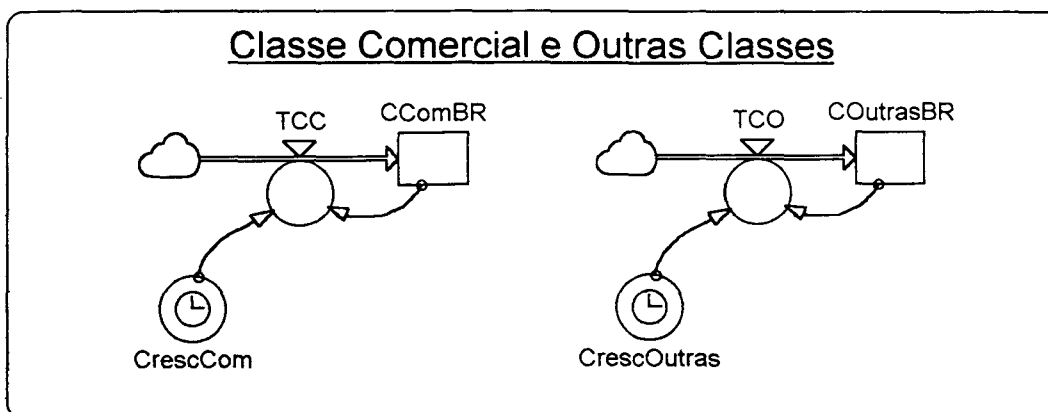 Classe Comercial e Outras Classes
TCC
CComBR
TCO
COutrasBR
CrescCom
CrescOutras